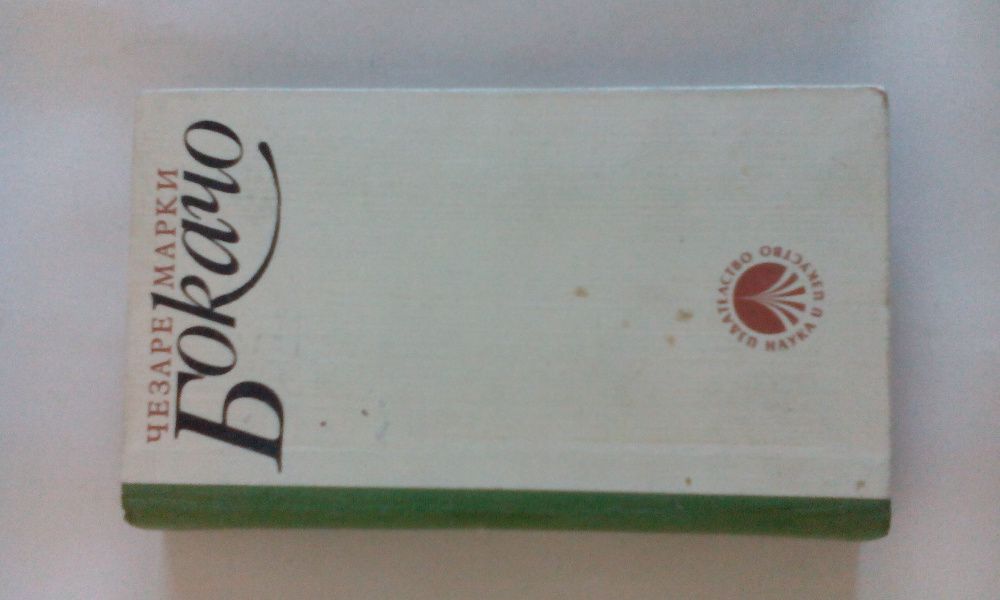 ЧЕЗАРЕ МАРКИ
Бокачо
ИЗДАТЕЛСТВО НАУКА И ИЗКУСТВО